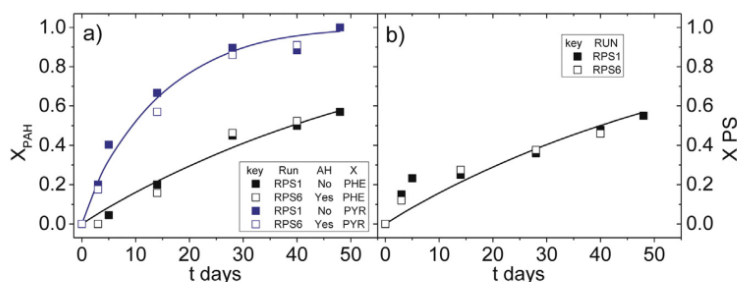 a)
X PAH
1.0
0.8
0.6
0.4
0.2
0.0
key Run AH X
RPS1 No PHE
RPS6 Yes PHE
RPS1 No PYR
RPS6 Yes PYR
0 10 20 30 40 50
t days
b)
key RUN
RPS1
RPS6
0 10 20 30 40 50
t days
1.0
0.8
0.6
0.4
0.2
0.0
X PS